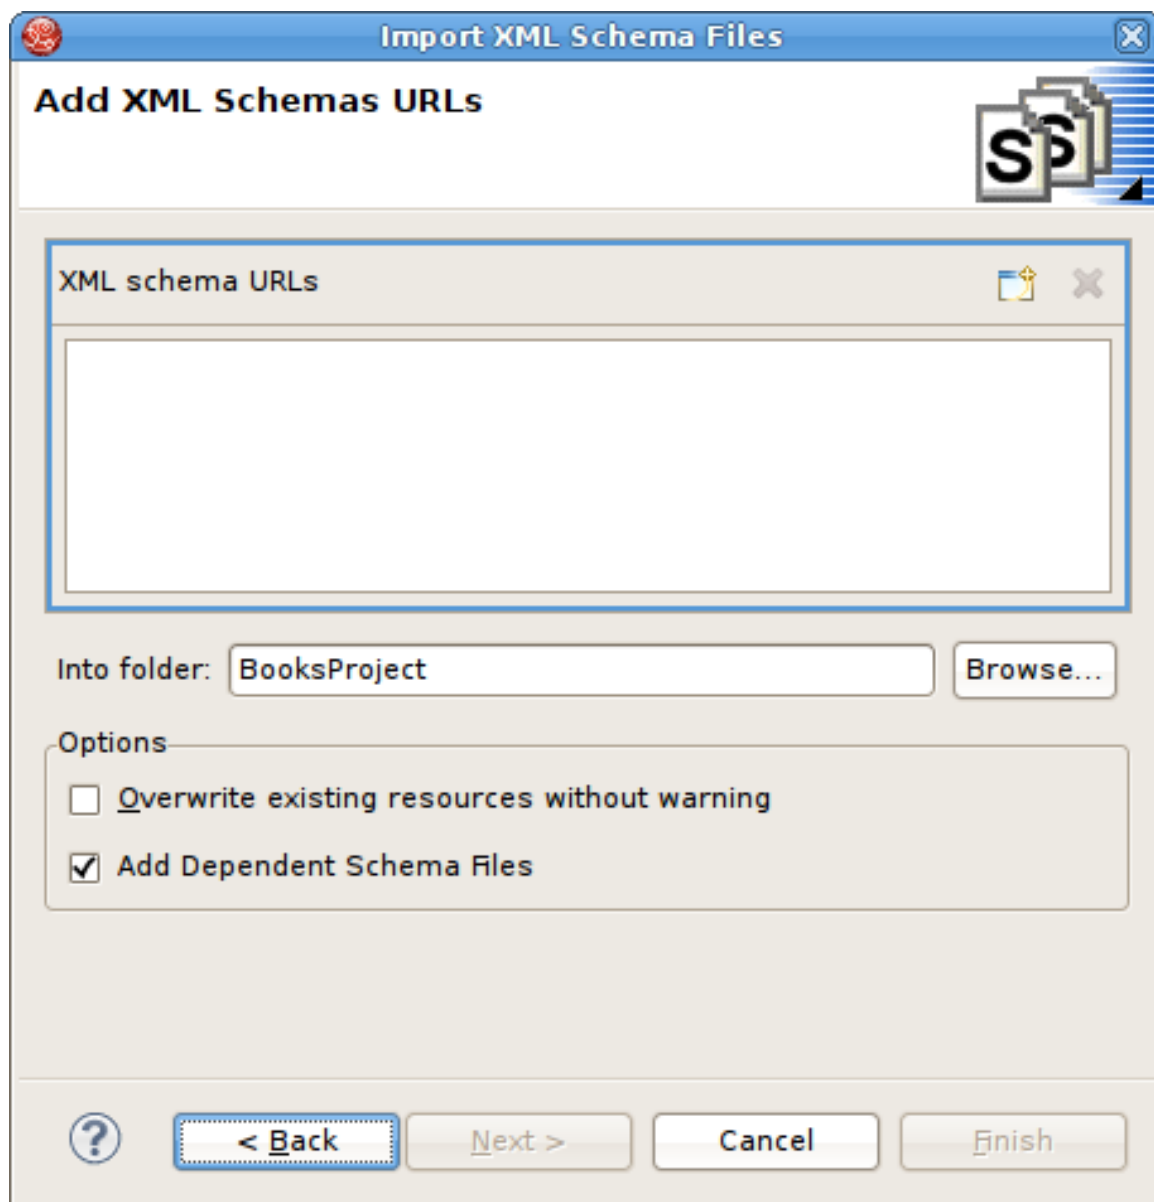 Import XML Schema Files
Add XML Schemas URLs
S S
XML schema URLs
Into folder: BooksProject Browse...
Options
Overwrite existing resources without warning
Add Dependent Schema Files
? < Back Next > Cancel Finish